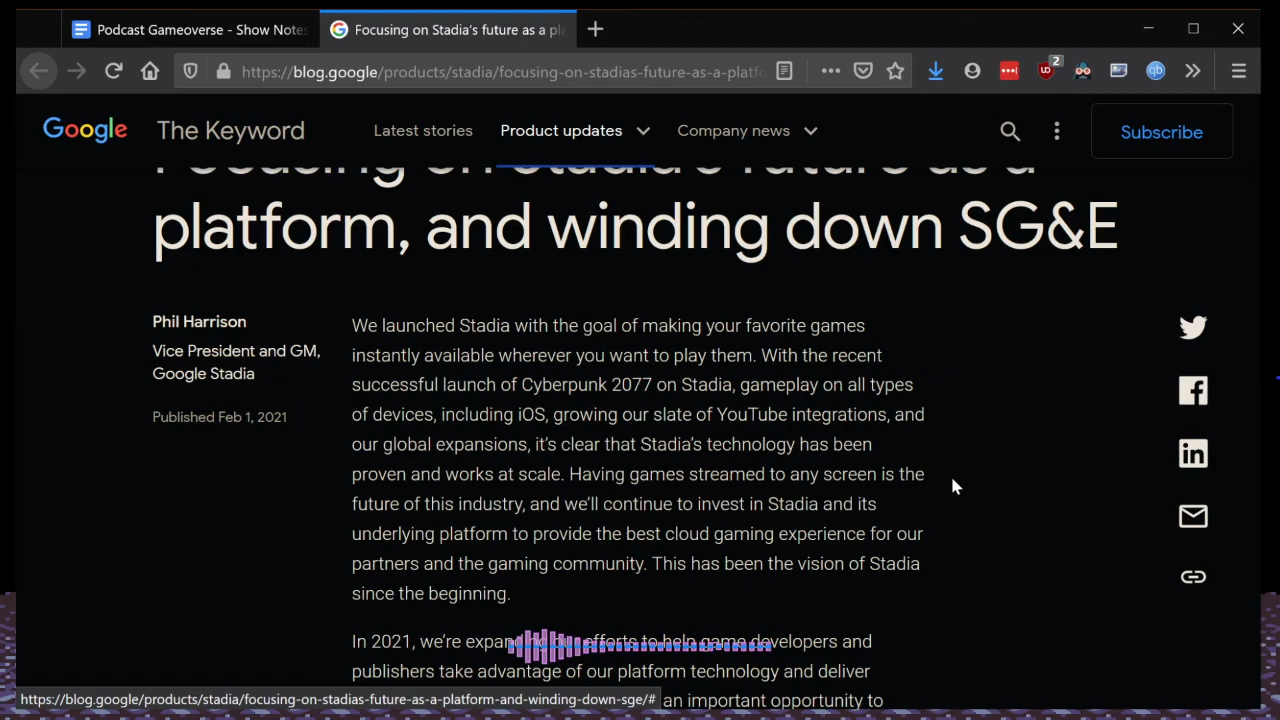 Podcast Gameoverse - Show Notes
Focusing on Stadia's future as a pl
https://blog.google/products/stadia/focusing-on-stadias-future-as-a-platf
2
Google
The Keyword
Latest stories
Product updates
Company news
Subscribe
Focusing on Stadia's future as a
platform, and winding down SG&E
Phil Harrison
Vice President and GM,
Google Stadia
Published Feb 1, 2021
We launched Stadia with the goal of making your favorite games
instantly available wherever you want to play them. With the recent
successful launch of Cyberpunk 2077 on Stadia, gameplay on all types
of devices, including iOS, growing our slate of YouTube integrations, and
our global expansions, it's clear that Stadia's technology has been
proven and works at scale. Having games streamed to any screen is the
future of this industry, and we'll continue to invest in Stadia and its
underlying platform to provide the best cloud gaming experience for our
partners and the gaming community. This has been the vision of Stadia
since the beginning.
In 2021, we're expanding our efforts to help game developers and
publishers take advantage of our platform technology and deliver
an important opportunity to
https://blog.google/products/stadia/focusing-on-stadias-future-as-a-platform-and-winding-down-sge/#